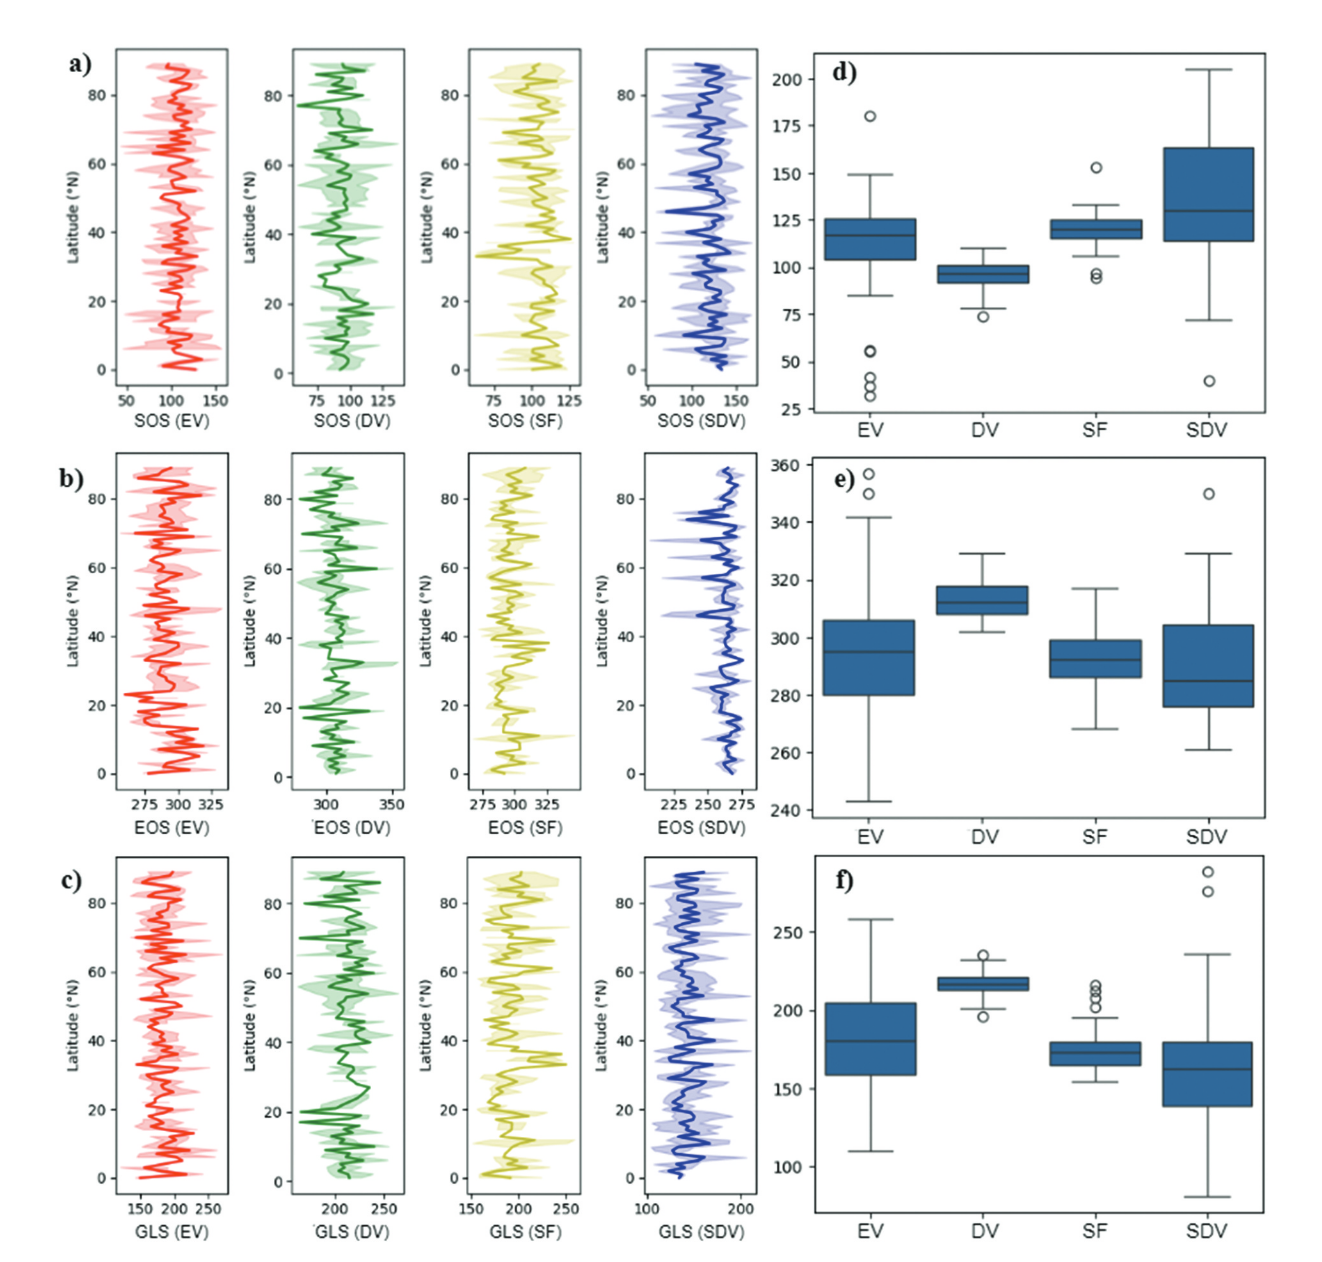 a)
80
60
40
20
0
Latitude (°N)
50 100 150
SOS (EV)
80
60
40
20
0
Latitude (°N)
75 100 125
SOS (DV)
80
60
40
20
0
Latitude (°N)
75 100 125
SOS (SF)
80
60
40
20
0
Latitude (°N)
50 100 150
SOS (SDV)
d)
200
175
150
125
100
75
50
25
EV DV SF SDV
b)
80
60
40
20
0
Latitude (°N)
275 300 325
EOS (EV)
80
60
40
20
0
Latitude (°N)
300 350
EOS (DV)
80
60
40
20
0
Latitude (°N)
275 300 325
EOS (SF)
80
60
40
20
0
Latitude (°N)
225 250 275
EOS (SDV)
e)
360
340
320
300
280
260
240
EV DV SF SDV
c)
80
60
40
20
0
Latitude (°N)
150 200 250
GLS (EV)
80
60
40
20
0
Latitude (°N)
200 250
GLS (DV)
80
60
40
20
0
Latitude (°N)
150 200 250
GLS (SF)
80
60
40
20
0
Latitude (°N)
100 200
GLS (SDV)
f)
250
200
150
100
EV DV SF SDV